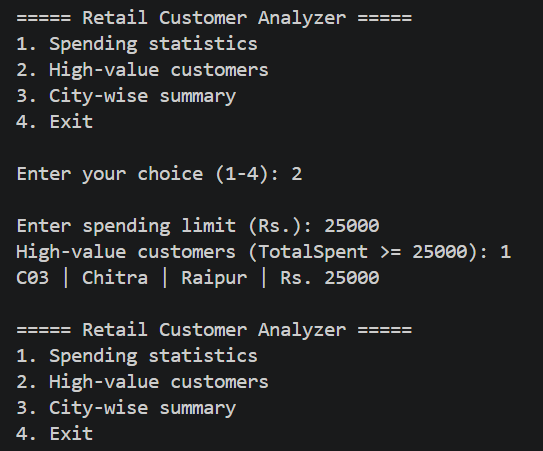 ===== Retail Customer Analyzer =====
1. Spending statistics
2. High-value customers
3. City-wise summary
4. Exit
Enter your choice (1-4): 2
Enter spending limit (Rs.): 25000
High-value customers (TotalSpent >= 25000): 1
C03 | Chitra | Raipur | Rs. 25000
===== Retail Customer Analyzer =====
1. Spending statistics
2. High-value customers
3. City-wise summary
4. Exit